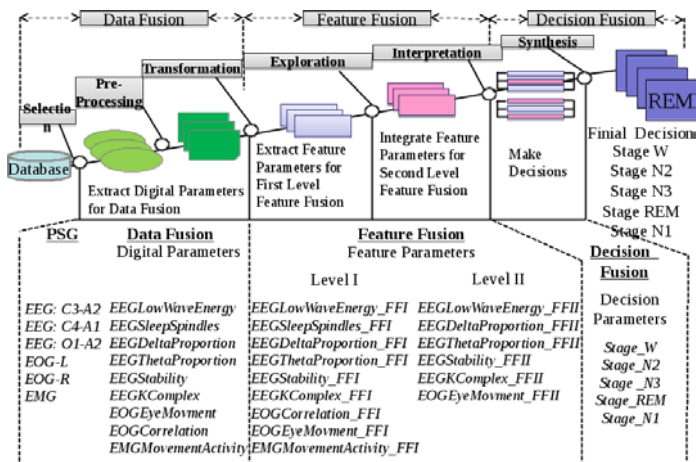 Data Fusion
Feature Fusion
Decision Fusion
Selection
Pre-Processing
Transformation
Exploration
Interpretation
Synthesis
REM
Database
Extract Digital Parameters
for Data Fusion
Extract Feature
Parameters for
First Level
Feature Fusion
Integrate Feature
Parameters for
Second Level
Feature Fusion
Make
Decisions
Finial Decision
Stage W
Stage N2
Stage N3
Stage REM
Stage N1
PSG
EEG: C3-A2
EEG: C4-A1
EEG: O1-A2
EOG-L
EOG-R
EMG
Data Fusion
Digital Parameters
EEGLowWaveEnergy
EEGSleepSpindles
EEGDeltaProportion
EEGThetaProportion
EEGStability
EEGKComplex
EOGEyeMovment
EOGCorrelation
EMGMovementActivity
Feature Fusion
Feature Parameters
Level I
EEGLowWaveEnergy_FFI
EEGSleepSpindles_FFI
EEGDeltaProportion_FFI
EEGThetaProportion_FFI
EEGStability_FFI
EEGKComplex_FFI
EOGCorrelation_FFI
EOGEyeMovment_FFI
EMGMovementActivity_FFI
Level II
EEGLowWaveEnergy_FFII
EEGDeltaProportion_FFII
EEGThetaProportion_FFII
EEGStability_FFII
EEGKComplex_FFII
EOGEyeMovment_FFII
Decision
Fusion
Decision
Parameters
Stage_W
Stage_N2
Stage _N3
Stage_REM
Stage_N1